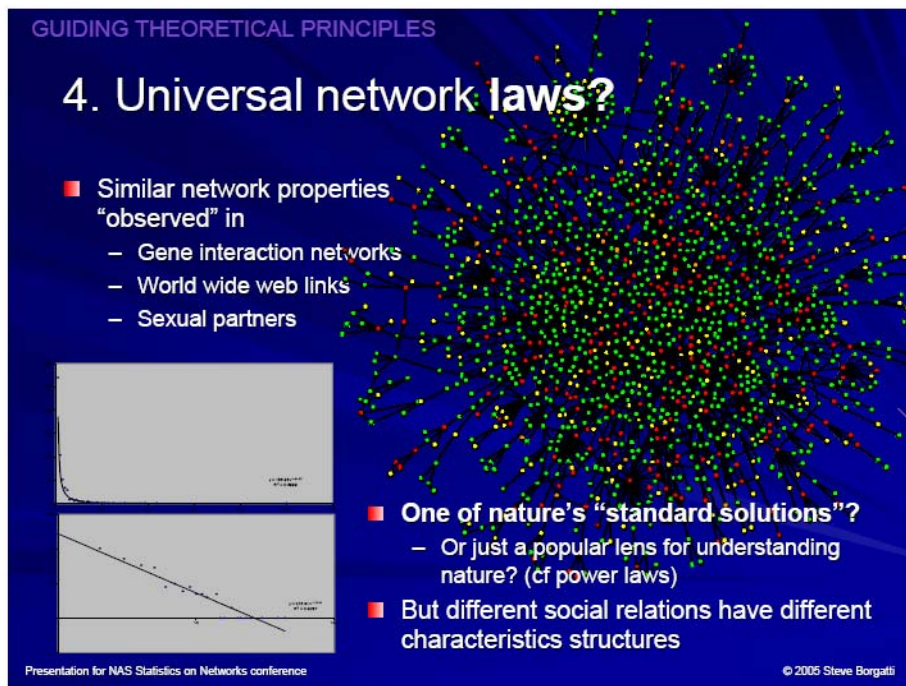 GUIDING THEORETICAL PRINCIPLES
4. Universal network laws?
Similar network properties
“observed” in
– Gene interaction networks
– World wide web links
– Sexual partners
One of nature’s “standard solutions”?
– Or just a popular lens for understanding
nature? (cf power laws)
But different social relations have different
characteristics structures
Presentation for NAS Statistics on Networks conference
© 2005 Steve Borgatti